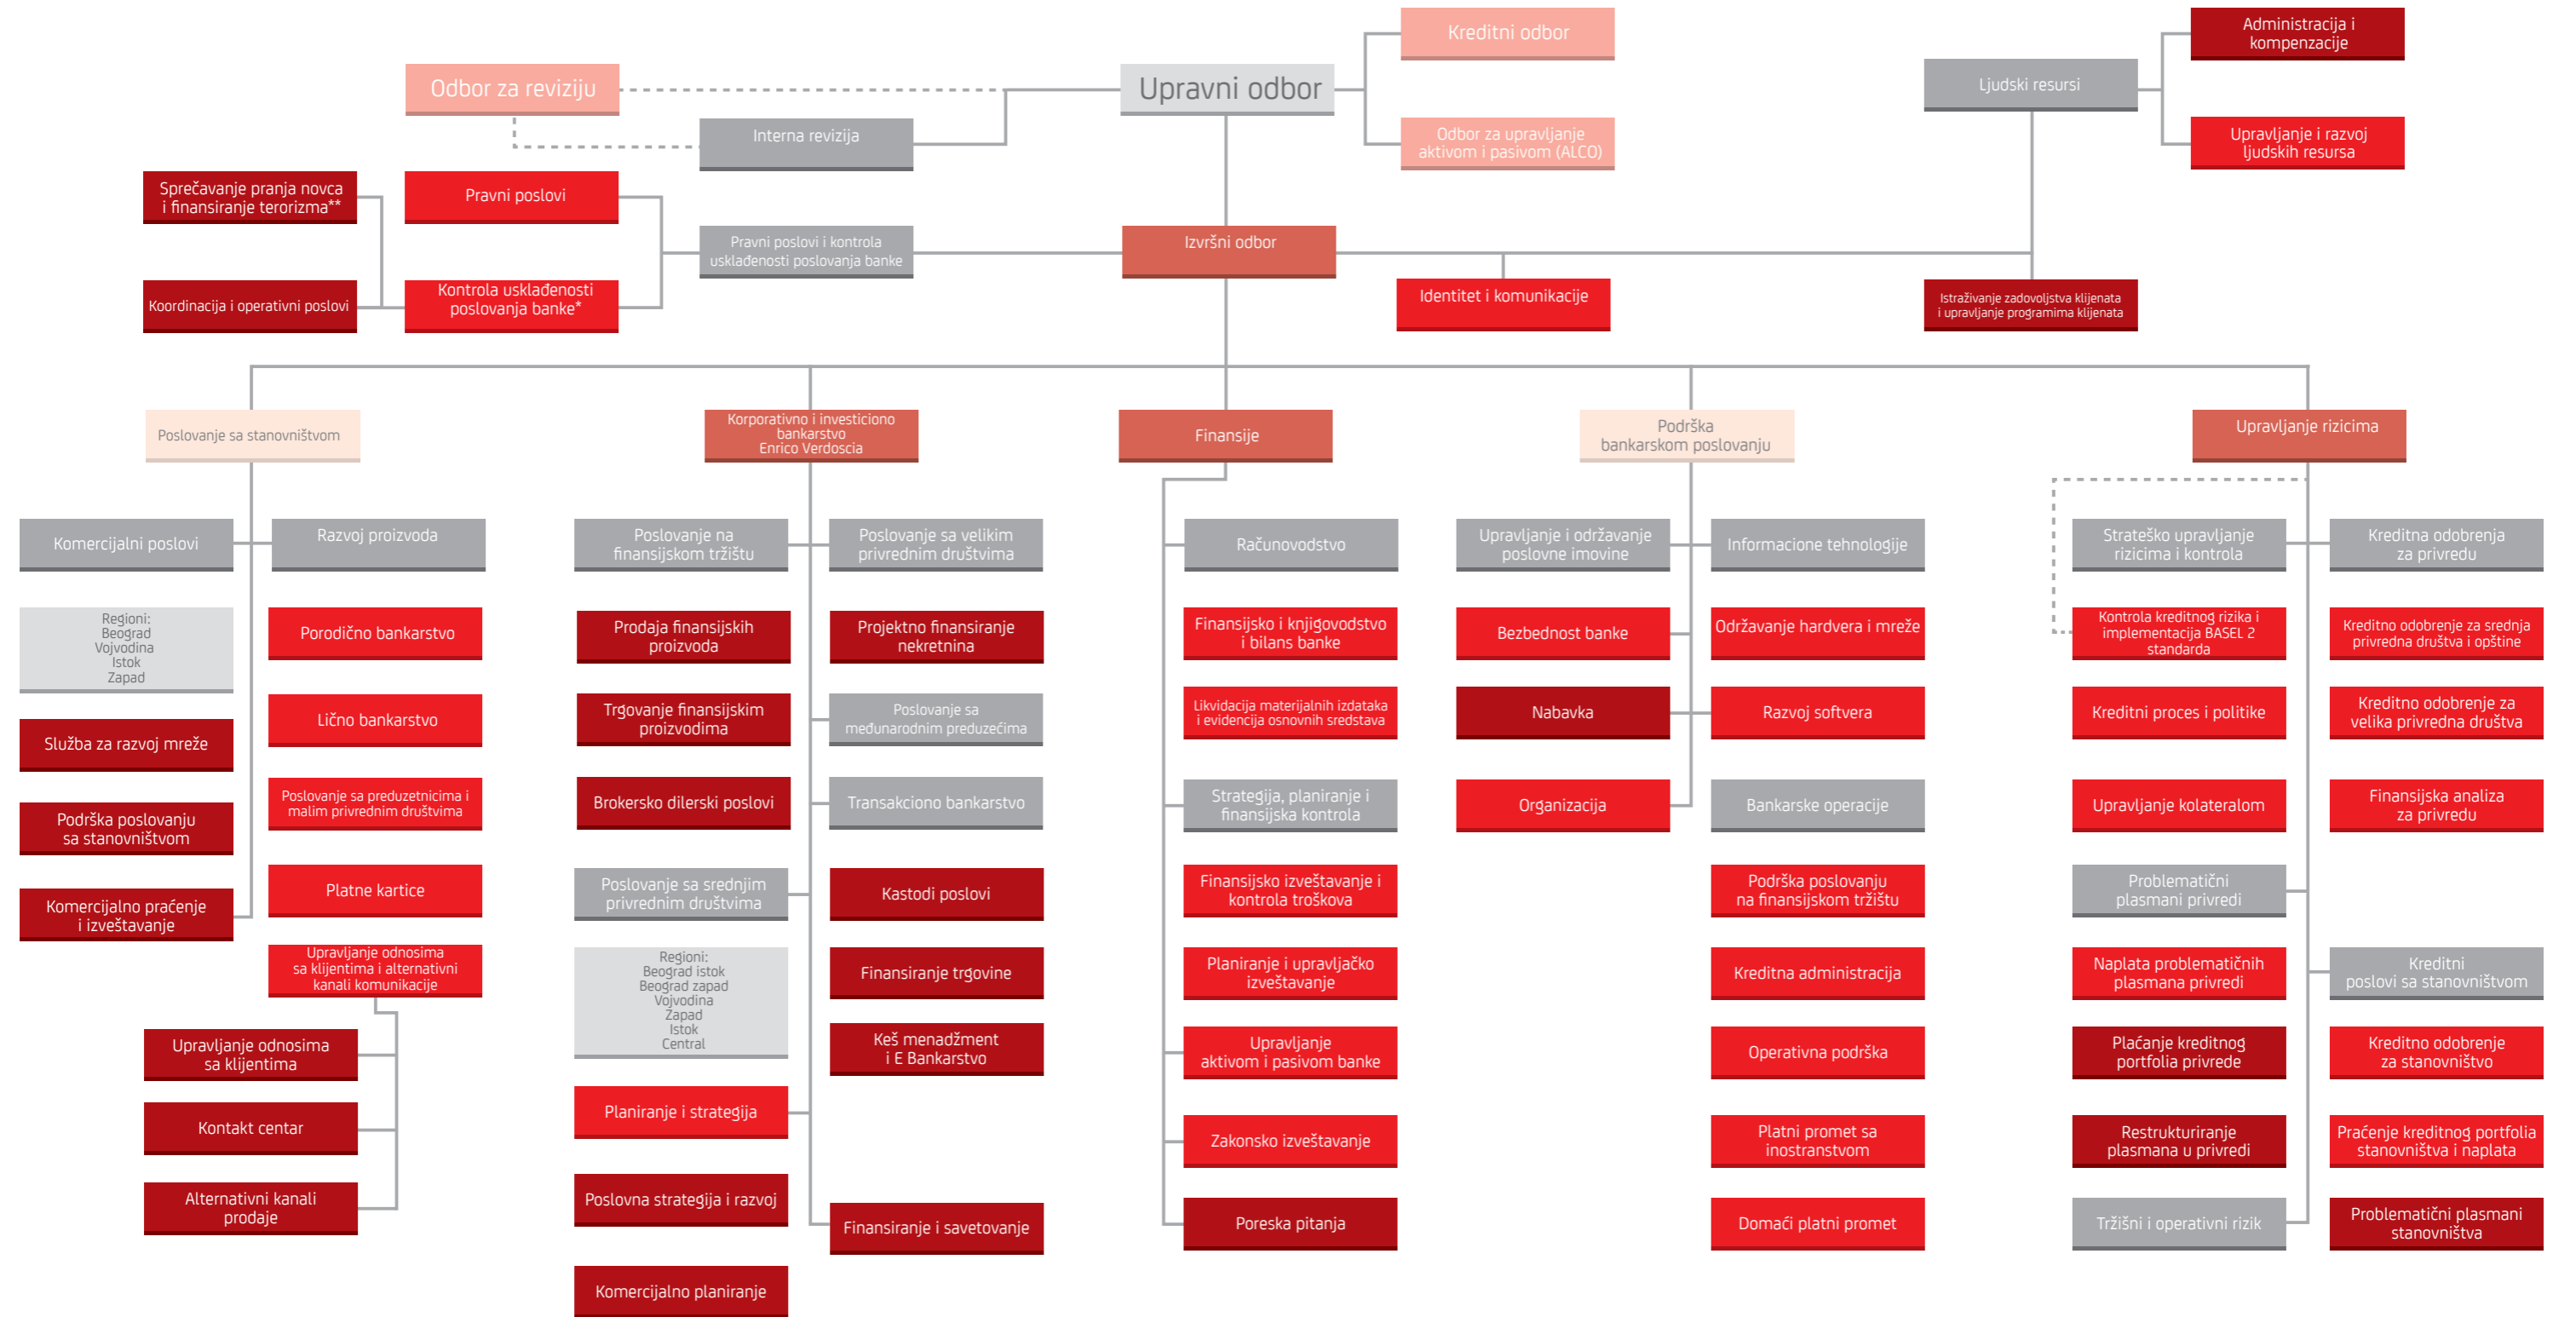 Kreditni odbor
Administracija i
kompenzacije
Odbor za reviziju
Upravni odbor
Ljudski resursi
Interna revizija
Odbor za upravljanje
aktivom i pasivom (ALCO)
Upravljanje i razvoj
ljudskih resursa
Sprečavanje pranja novca
i finansiranje terorizma**
Pravni poslovi
Pravni poslovi i kontrola
usklađenosti poslovanja banke
Izvršni odbor
Koordinacija i operativni poslovi
Kontrola usklađenosti
poslovanja banke*
Identitet i komunikacije
Istraživanje zadovoljstva klijenata
i upravljanje programima klijenata
Poslovanje sa stanovništvom
Korporativno i investiciono
bankarstvo
Enrico Verdoscia
Finansije
Podrška
bankarskom poslovanju
Upravljanje rizicima
Komercijalni poslovi
Regioni:
Beograd
Vojvodina
Istok
Zapad
Služba za razvoj mreže
Podrška poslovanju
sa stanovništvom
Komercijalno praćenje
i izveštavanje
Razvoj proizvoda
Porodično bankarstvo
Lično bankarstvo
Poslovanje sa preduzetnicima i
malim privrednim društvima
Platne kartice
Upravljanje odnosima
sa klijentima i alternativni
kanali komunikacije
Upravljanje odnosima
sa klijentima
Kontakt centar
Alternativni kanali
prodaje
Poslovanje na
finansijskom tržištu
Prodaja finansijskih
proizvoda
Trgovanje finansijskim
proizvodima
Brokersko dilerski poslovi
Poslovanje sa srednjim
privrednim društvima
Regioni:
Beograd istok
Beograd zapad
Vojvodina
Zapad
Istok
Central
Planiranje i strategija
Poslovna strategija i razvoj
Komercijalno planiranje
Poslovanje sa velikim
privrednim društvima
Projektno finansiranje
nekretnina
Poslovanje sa
međunarodnim preduzećima
Transakciono bankarstvo
Kastodi poslovi
Finansiranje trgovine
Keš menadžment
i E Bankarstvo
Finansiranje i savetovanje
Računovodstvo
Finansijsko i knjigovodstvo
i bilans banke
Likvidacija materijalnih izdataka
i evidencija osnovnih sredstava
Strategija, planiranje i
finansijska kontrola
Finansijsko izveštavanje i
kontrola troškova
Planiranje i upravljačko
izveštavanje
Upravljanje
aktivom i pasivom banke
Zakonsko izveštavanje
Poreska pitanja
Upravljanje i održavanje
poslovne imovine
Bezbednost banke
Nabavka
Organizacija
Informacione tehnologije
Održavanje hardvera i mreže
Razvoj softvera
Bankarske operacije
Podrška poslovanju
na finansijskom tržištu
Kreditna administracija
Operativna podrška
Platni promet sa
inostranstvom
Domaći platni promet
Strateško upravljanje
rizicima i kontrola
Kontrola kreditnog rizika i
implementacija BASEL 2
standarda
Kreditni proces i politike
Upravljanje kolateralom
Problematični
plasmani privredi
Naplata problematičnih
plasmana privredi
Plaćanje kreditnog
portfolia privrede
Restrukturiranje
plasmana u privredi
Tržišni i operativni rizik
Kreditna odobrenja
za privredu
Kreditno odobrenje za srednja
privredna društva i opštine
Kreditno odobrenje za
velika privredna društva
Finansijska analiza
za privredu
Kreditni
poslovi sa stanovništvom
Kreditno odobrenje
za stanovništvo
Praćenje kreditnog portfolia
stanovništva i naplata
Problematični plasmani
stanovništva